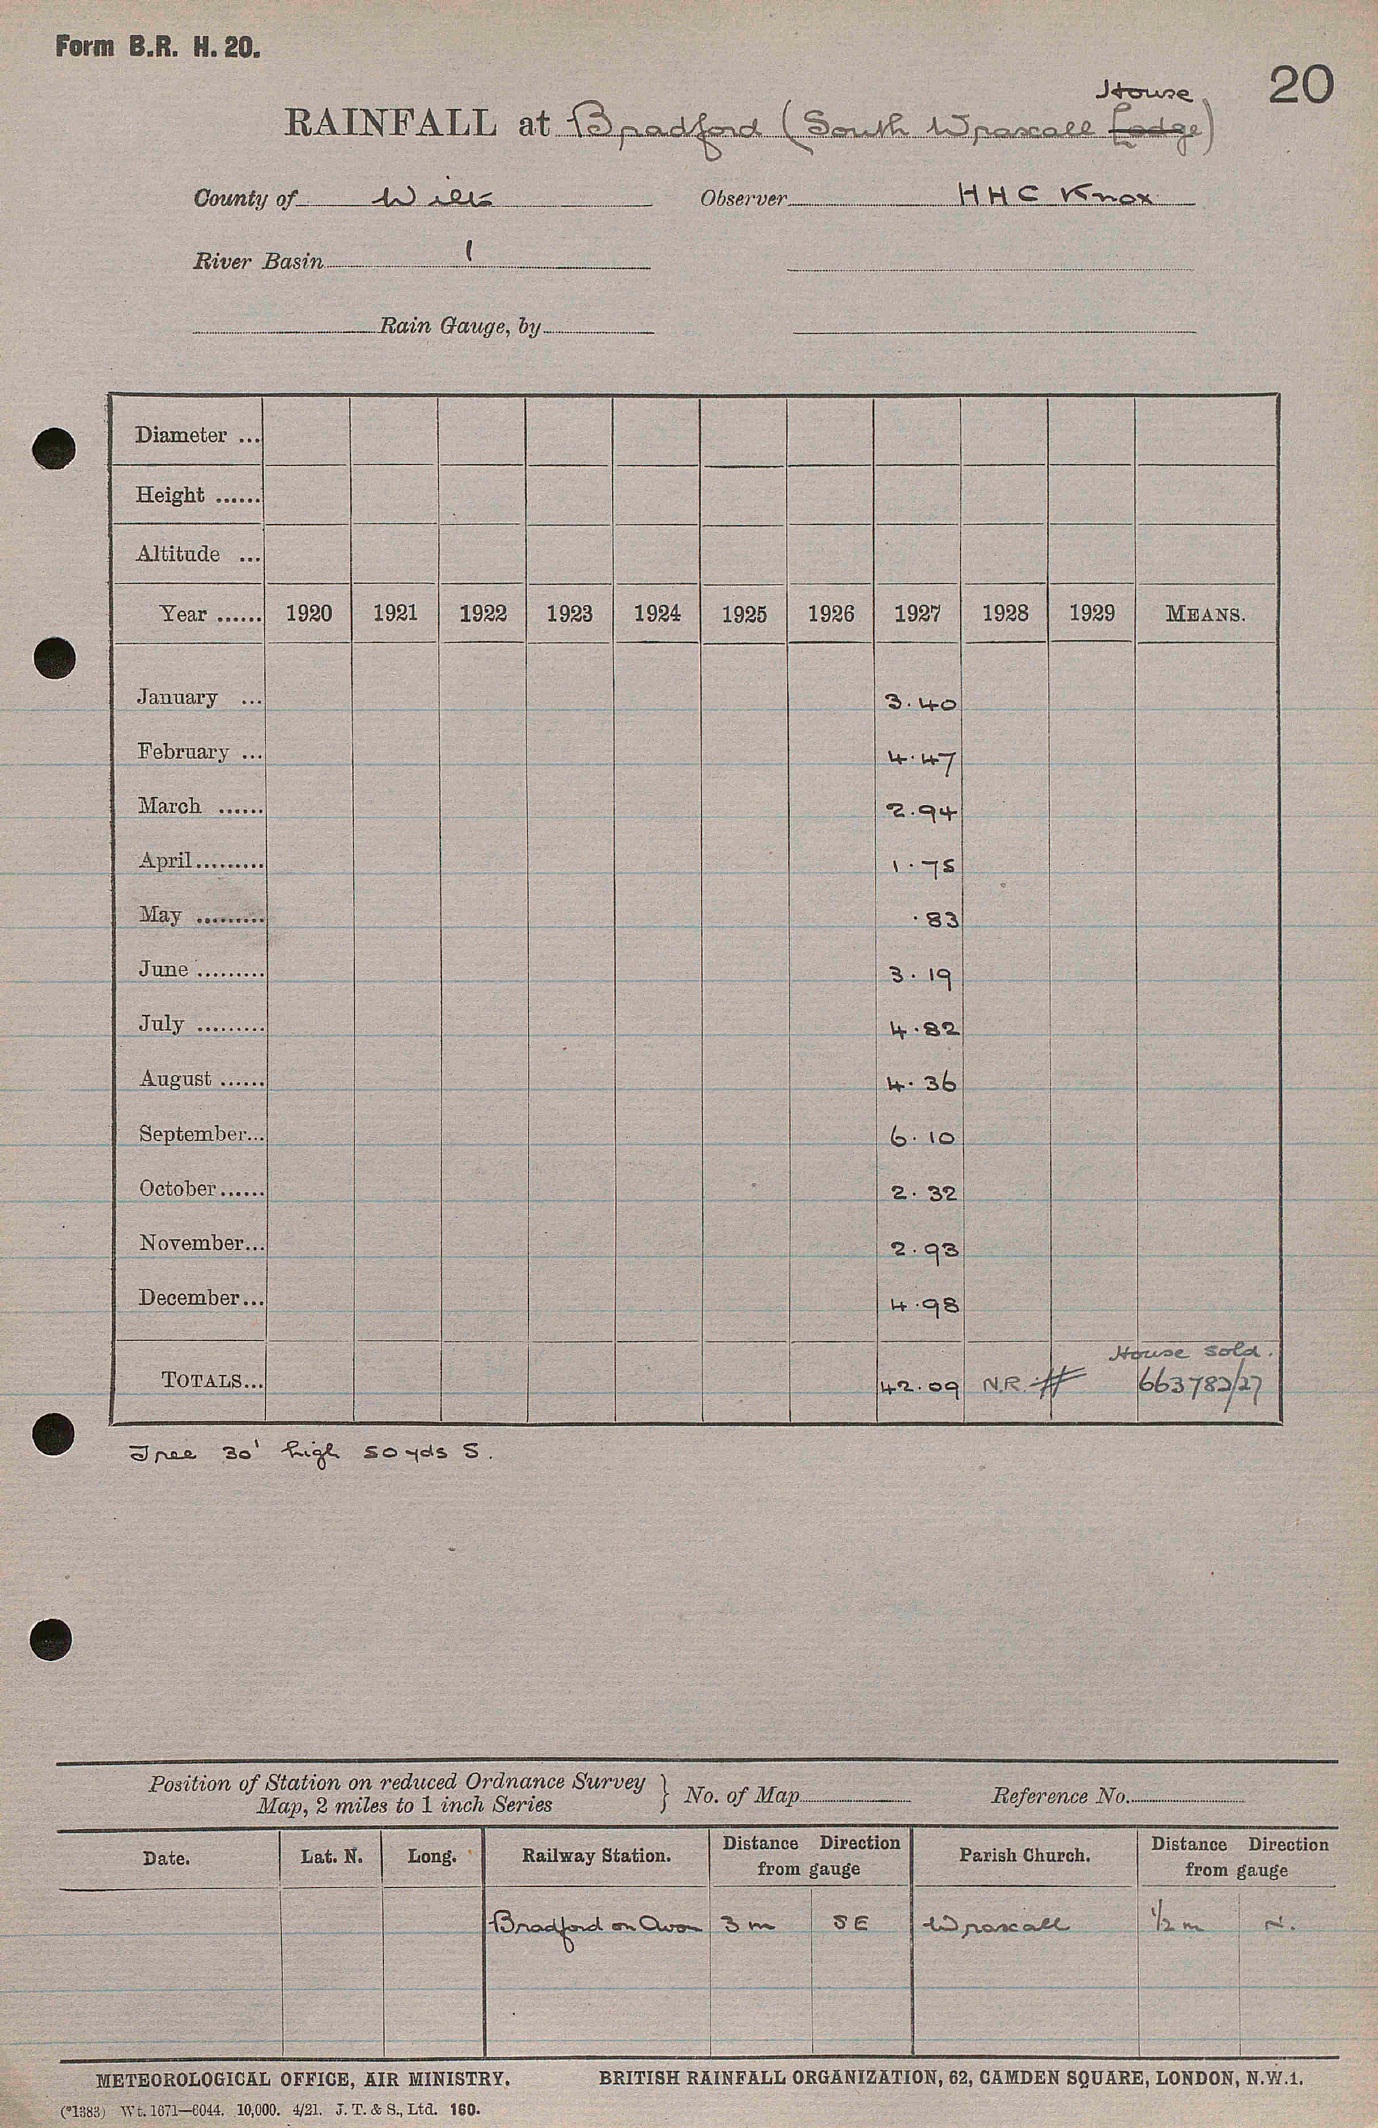 Form B.R. H. 20.
20
House
RAINFALL at Bradford (South Wraxall Lodge)
County of Wilts Observer H H C Knox
River Basin 1
Rain Gauge, by
Diameter ...
Height ......
Altitude ...
Year ...... 1920 1921 1922 1923 1924 1925 1926 1927 1928 1929 MEANS.
January ... 3.40
February ... 4.47
March ...... 2.94
April......... 1.75
May ......... .83
June ......... 3.19
July ......... 4.82
August ...... 4.36
September... 6.10
October...... 2.32
November... 2.93
December... 4.98
House sold.
TOTALS... 42.09 N.R. # 663782/27
Tree 30' high 50 yds S.
Position of Station on reduced Ordnance Survey
Map, 2 miles to 1 inch Series } No. of Map Reference No.
Date. Lat. N. Long. Railway Station. Distance Direction from gauge Parish Church. Distance Direction from gauge
Bradford on Avon 3 m SE Wraxall 1/2 m N.
METEOROLOGICAL OFFICE, AIR MINISTRY. BRITISH RAINFALL ORGANIZATION, 62, CAMDEN SQUARE, LONDON, N.W.1.
(*1383) Wt. 1671—6044. 10,000. 4/21. J. T. & S., Ltd. 160.